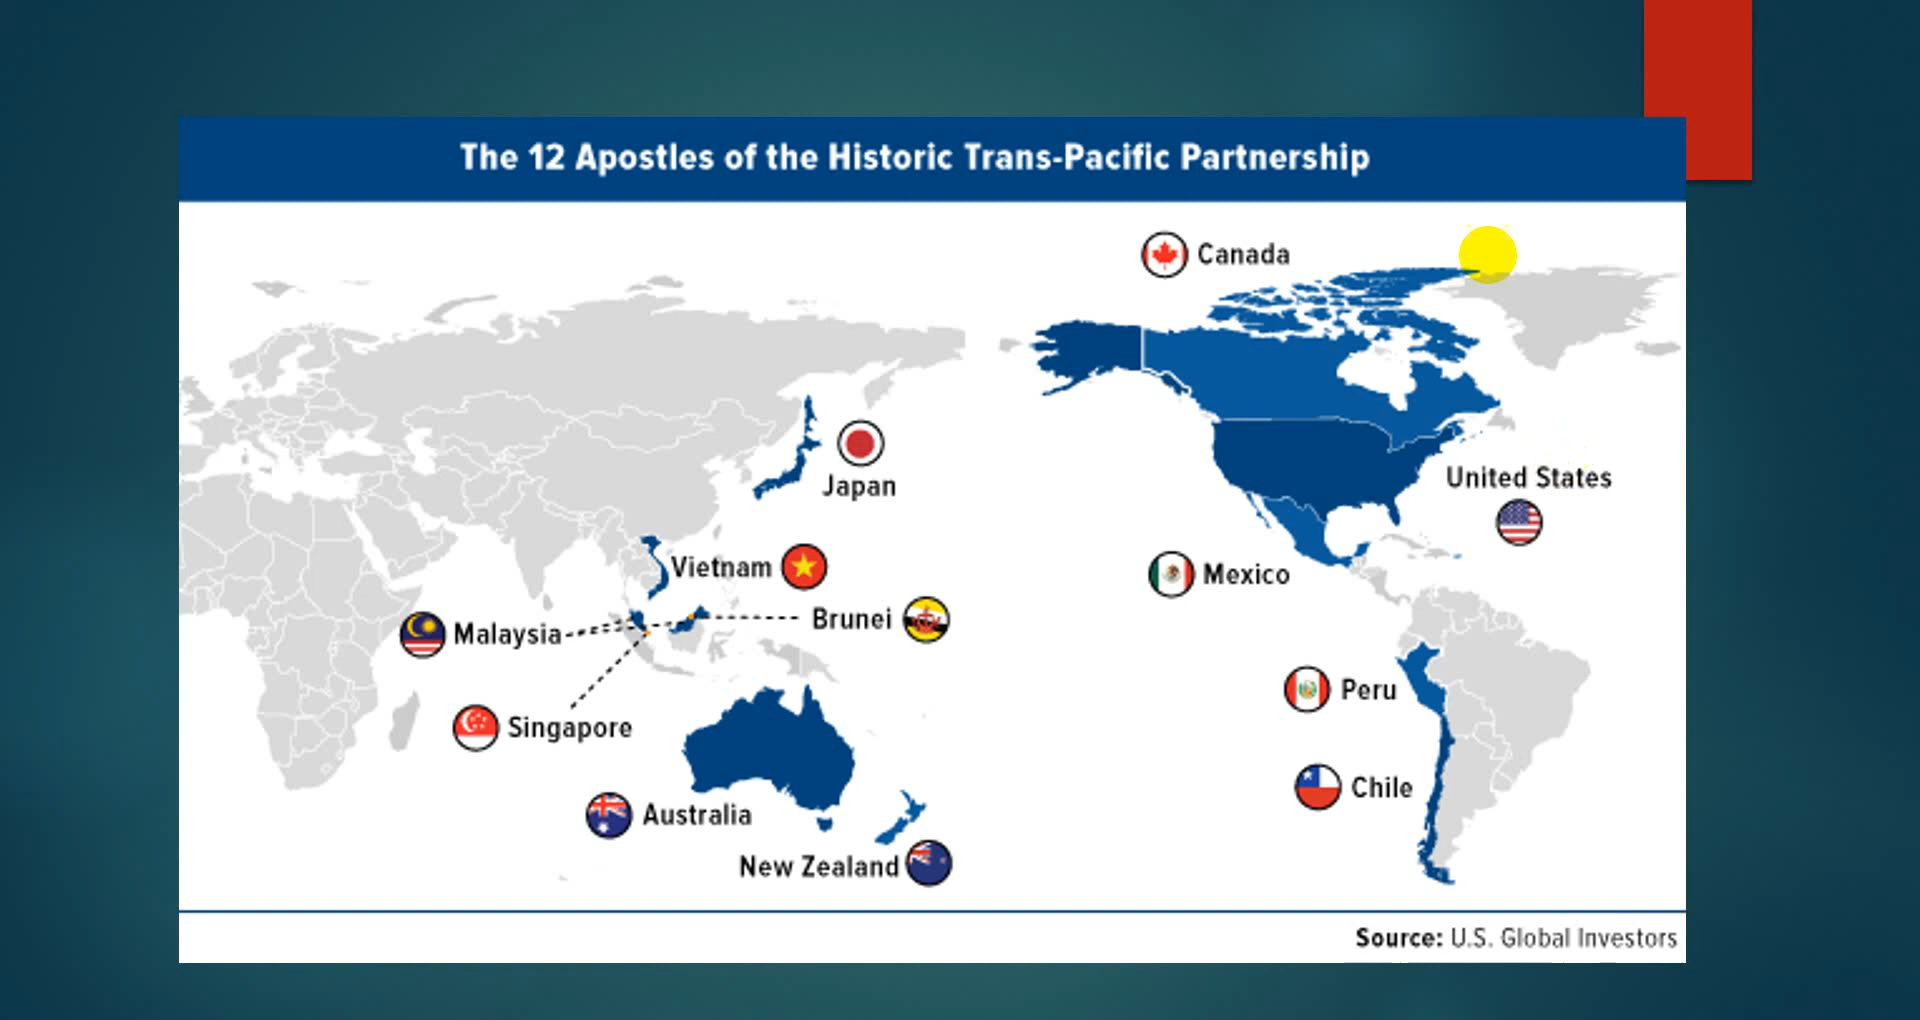 The 12 Apostles of the Historic Trans-Pacific Partnership
Canada
Japan
United States
Vietnam
Mexico
Brunei
Malaysia
Peru
Singapore
Chile
Australia
New Zealand
Source: U.S. Global Investors